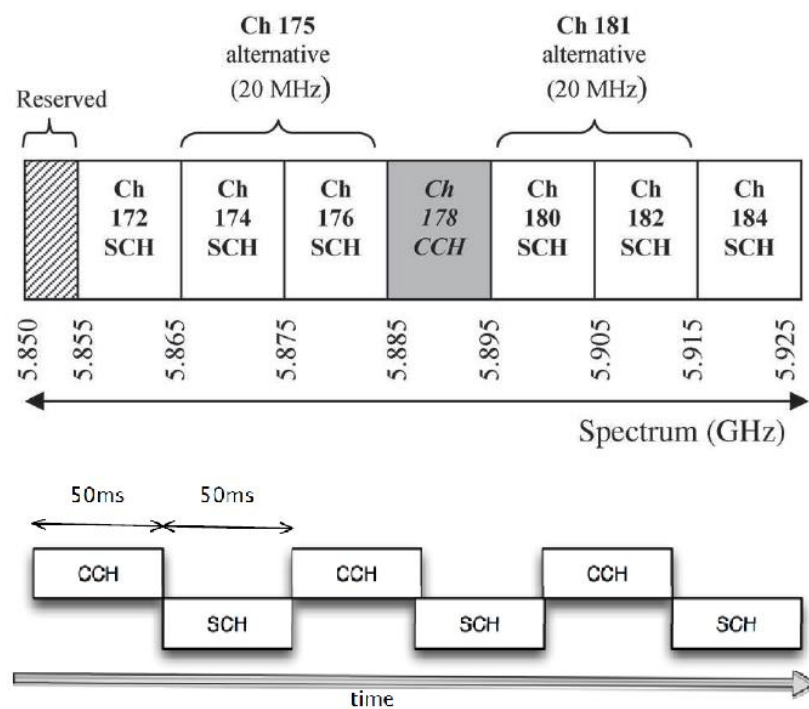 Ch 175
alternative
(20 MHz)
Ch 181
alternative
(20 MHz)
Reserved
Ch
172
SCH
Ch
174
SCH
Ch
176
SCH
Ch
178
CCH
Ch
180
SCH
Ch
182
SCH
Ch
184
SCH
5.850
5.855
5.865
5.875
5.885
5.895
5.905
5.915
5.925
Spectrum (GHz)
50ms
50ms
CCH
CCH
CCH
SCH
SCH
SCH
time